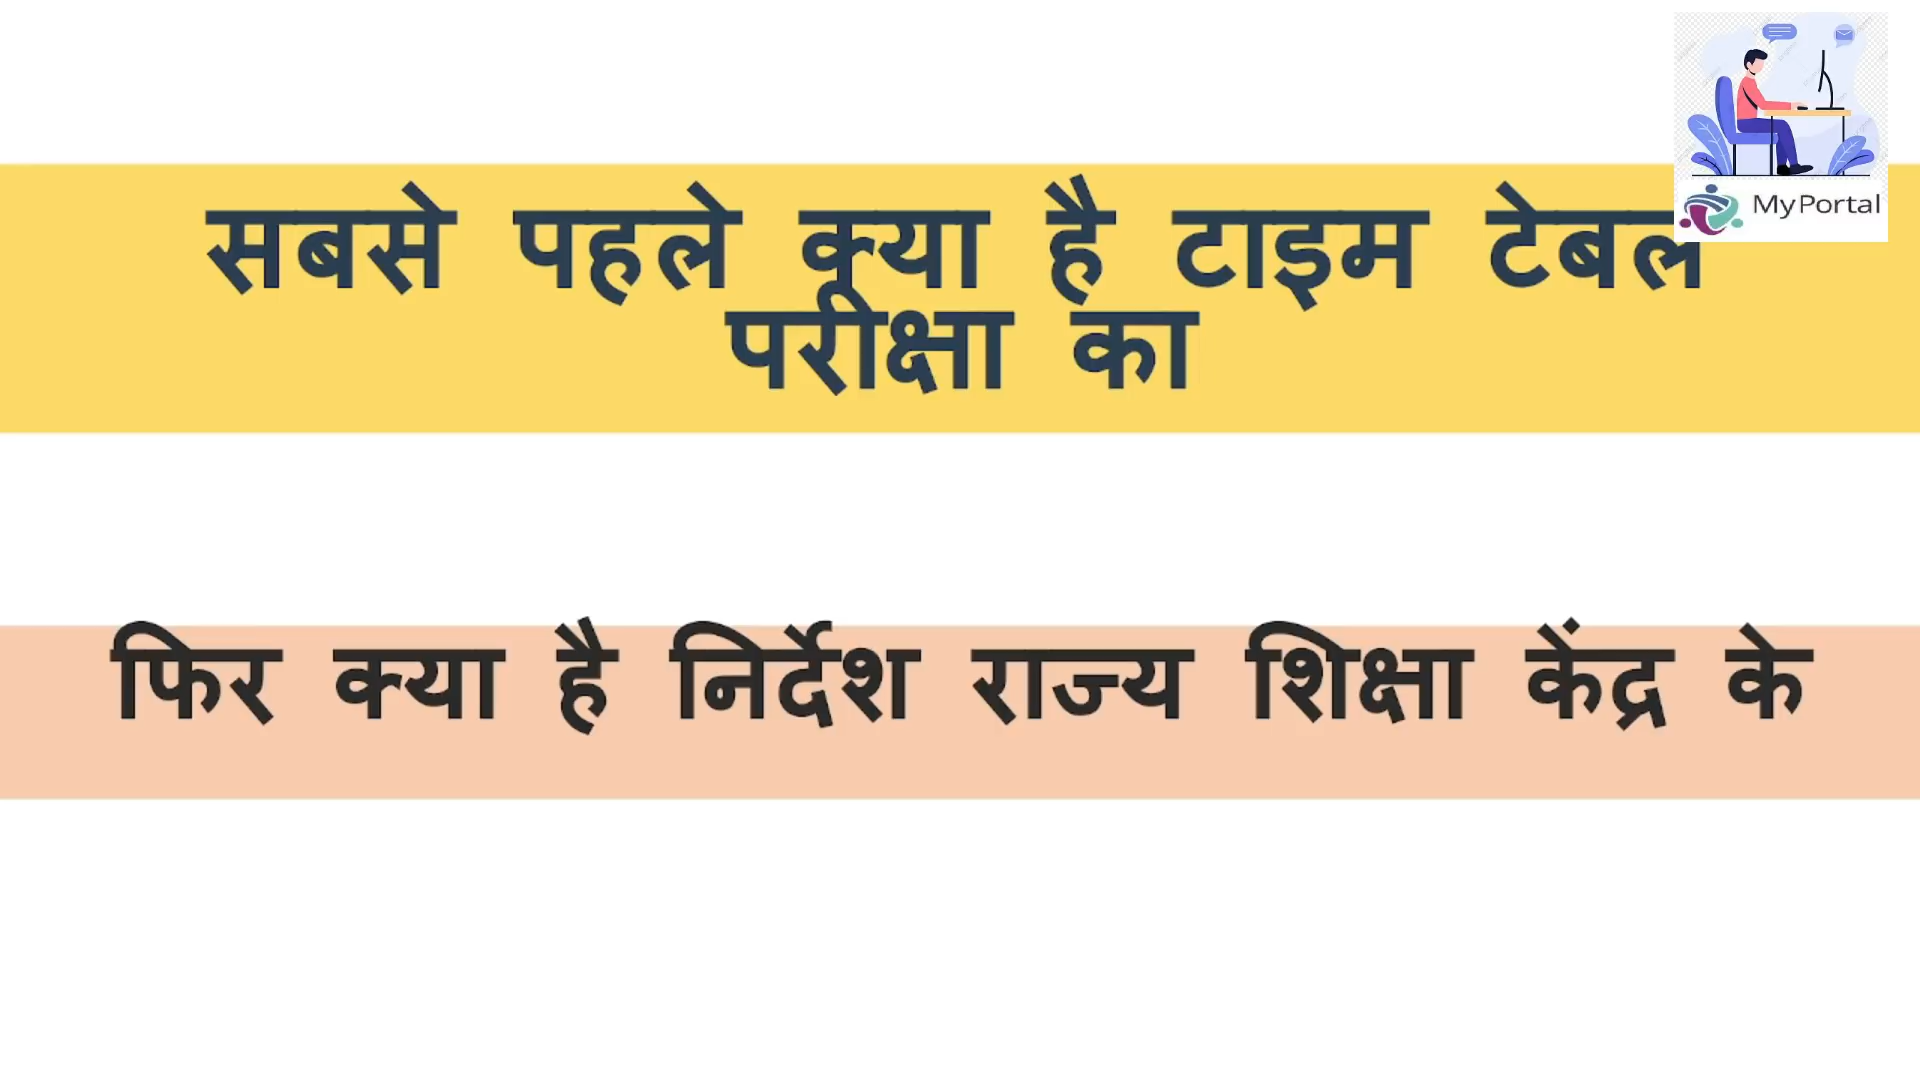 MyPortal
सबसे पहले क्या है टाइम टेबल
परीक्षा का
फिर क्या है निर्देश राज्य शिक्षा केंद्र के